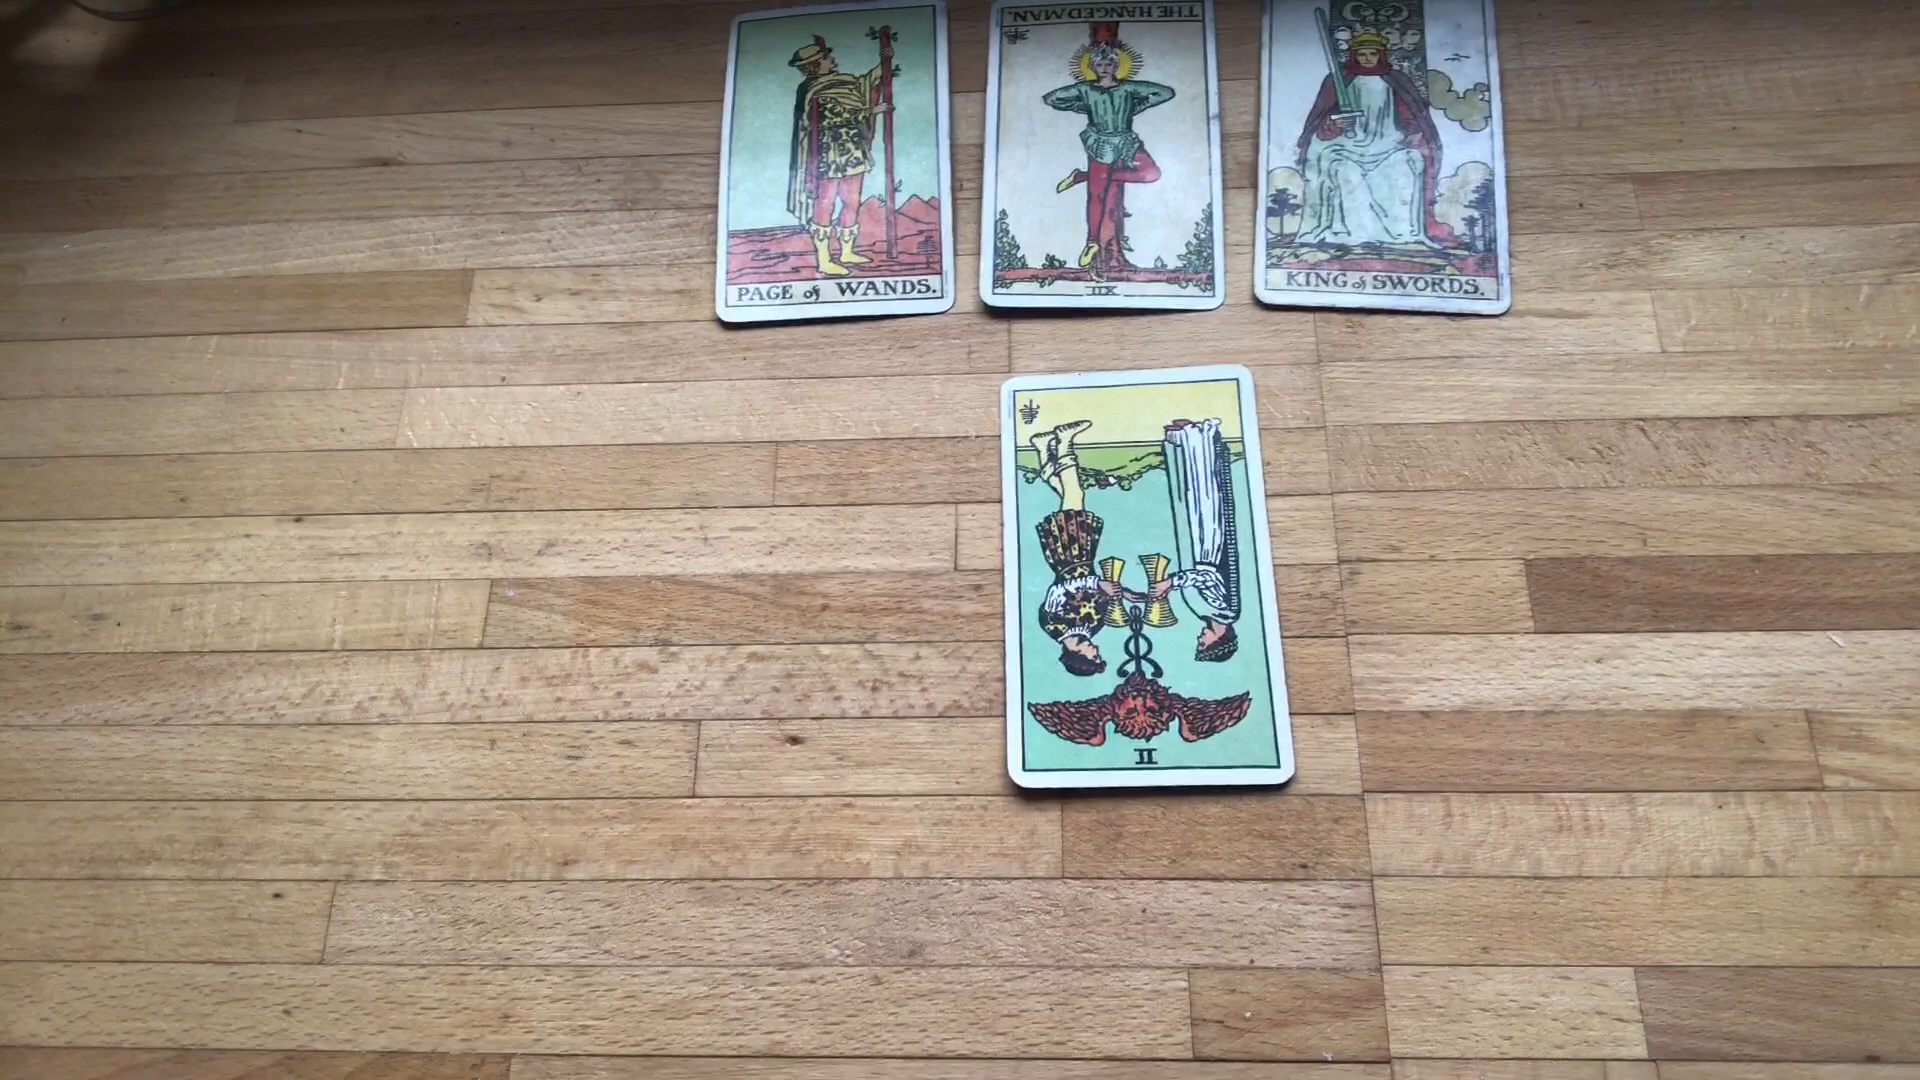 PAGE of WANDS.
THE HANGED MAN.
XII
KING of SWORDS.
II